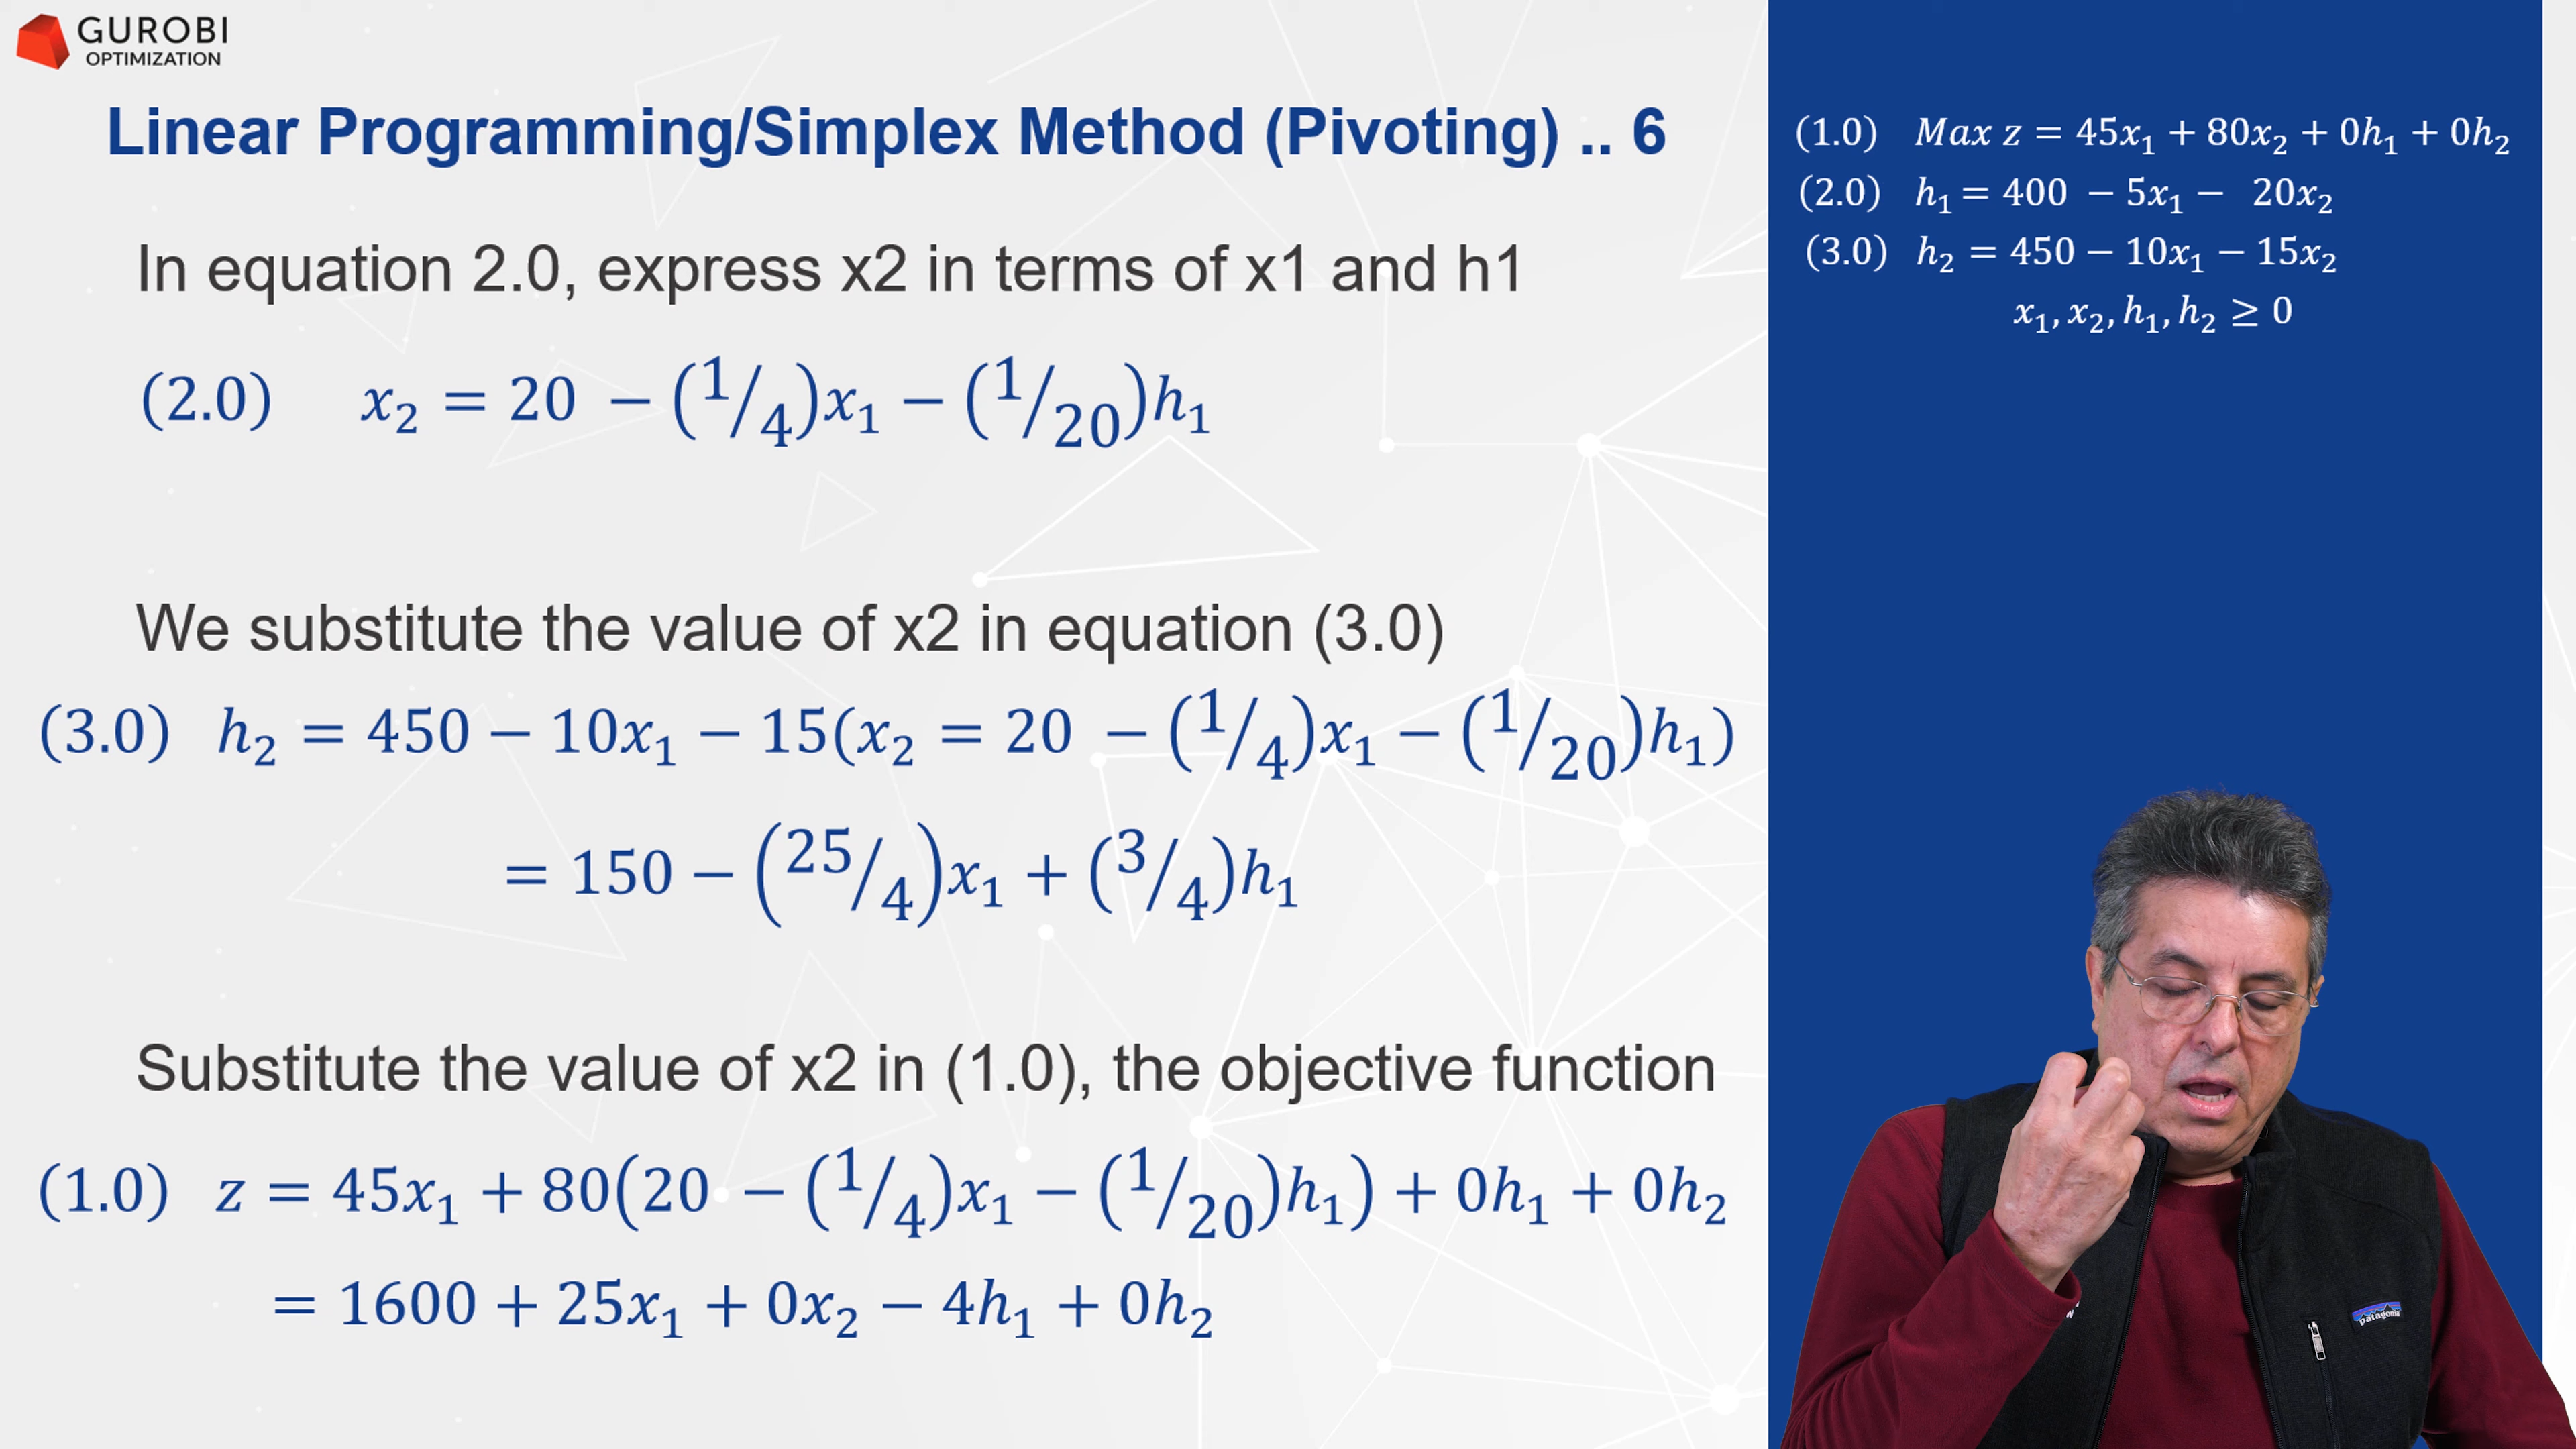 GUROBI
OPTIMIZATION
Linear Programming/Simplex Method (Pivoting) .. 6
In equation 2.0, express x2 in terms of x1 and h1
(2.0) x₂ = 20 − (1/4)x₁ − (1/20)h₁
We substitute the value of x2 in equation (3.0)
(3.0) h₂ = 450 − 10x₁ − 15(x₂ = 20 − (1/4)x₁ − (1/20)h₁)
= 150 − (25/4)x₁ + (3/4)h₁
Substitute the value of x2 in (1.0), the objective function
(1.0) z = 45x₁ + 80(20 − (1/4)x₁ − (1/20)h₁) + 0h₁ + 0h₂
= 1600 + 25x₁ + 0x₂ − 4h₁ + 0h₂
(1.0) Max z = 45x₁ + 80x₂ + 0h₁ + 0h₂
(2.0) h₁ = 400 − 5x₁ − 20x₂
(3.0) h₂ = 450 − 10x₁ − 15x₂
x₁, x₂, h₁, h₂ ≥ 0
patagonia